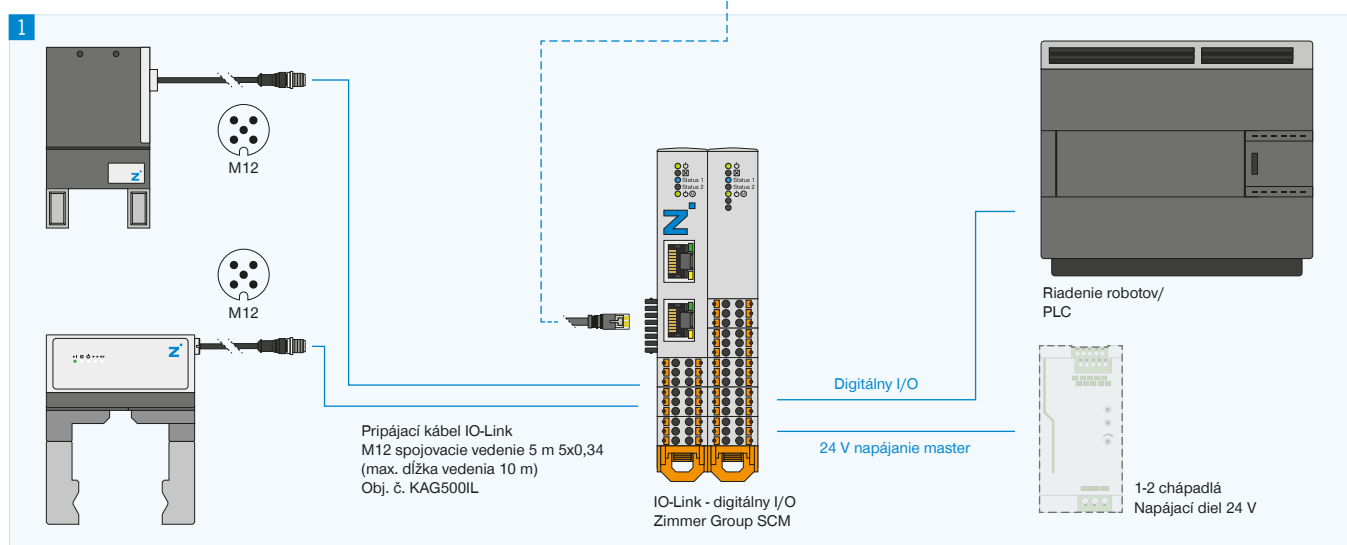 1
M12
M12
Z
Z
Z
Status 1
Status 2
Status 1
Status 2
Pripájací kábel IO-Link
M12 spojovacie vedenie 5 m 5x0,34
(max. dĺžka vedenia 10 m)
Obj. č. KAG500IL
IO-Link - digitálny I/O
Zimmer Group SCM
Digitálny I/O
24 V napájanie master
Riadenie robotov/
PLC
1-2 chápadlá
Napájací diel 24 V